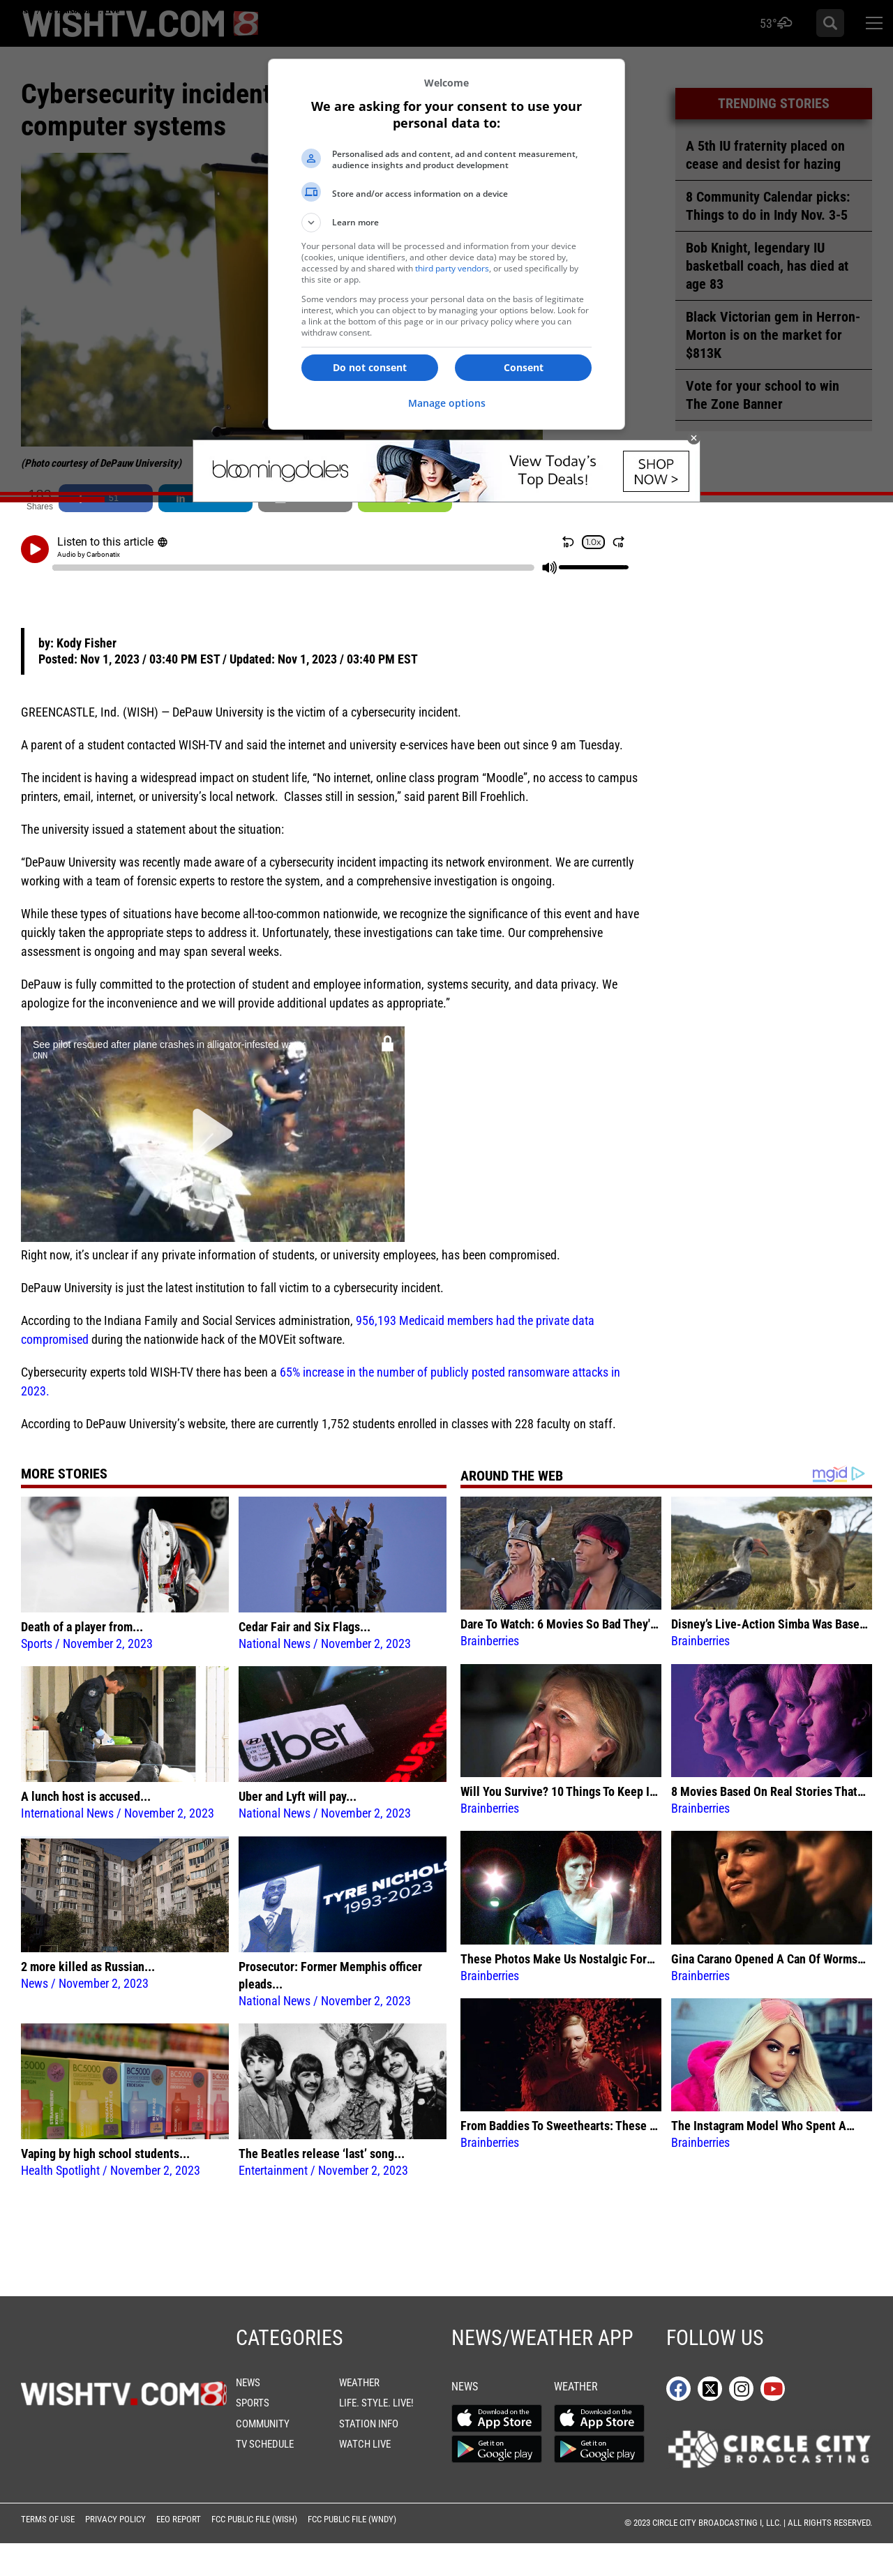 WISHTV.COM 8
53°
Cybersecurity incident
computer systems
Welcome
We are asking for your consent to use your
personal data to:
Personalised ads and content, ad and content measurement,
audience insights and product development
Store and/or access information on a device
Learn more
Your personal data will be processed and information from your device
(cookies, unique identifiers, and other device data) may be stored by,
accessed by and shared with third party vendors, or used specifically by
this site or app.
Some vendors may process your personal data on the basis of legitimate
interest, which you can object to by managing your options below. Look for
a link at the bottom of this page or in our privacy policy where you can
withdraw consent.
Do not consent
Consent
Manage options
TRENDING STORIES
A 5th IU fraternity placed on
cease and desist for hazing
8 Community Calendar picks:
Things to do in Indy Nov. 3-5
Bob Knight, legendary IU
basketball coach, has died at
age 83
Black Victorian gem in Herron-
Morton is on the market for
$813K
Vote for your school to win
The Zone Banner
(Photo courtesy of DePauw University)
bloomingdales
View Today's
Top Deals!
SHOP
NOW >
51
Shares
Listen to this article
Audio by Carbonatix
10
1.0x
10
by: Kody Fisher
Posted: Nov 1, 2023 / 03:40 PM EST / Updated: Nov 1, 2023 / 03:40 PM EST
GREENCASTLE, Ind. (WISH) — DePauw University is the victim of a cybersecurity incident.
A parent of a student contacted WISH-TV and said the internet and university e-services have been out since 9 am Tuesday.
The incident is having a widespread impact on student life, “No internet, online class program “Moodle”, no access to campus
printers, email, internet, or university’s local network.  Classes still in session,” said parent Bill Froehlich.
The university issued a statement about the situation:
“DePauw University was recently made aware of a cybersecurity incident impacting its network environment. We are currently
working with a team of forensic experts to restore the system, and a comprehensive investigation is ongoing.
While these types of situations have become all-too-common nationwide, we recognize the significance of this event and have
quickly taken the appropriate steps to address it. Unfortunately, these investigations can take time. Our comprehensive
assessment is ongoing and may span several weeks.
DePauw is fully committed to the protection of student and employee information, systems security, and data privacy. We
apologize for the inconvenience and we will provide additional updates as appropriate.”
See pilot rescued after plane crashes in alligator-infested
CNN
Right now, it’s unclear if any private information of students, or university employees, has been compromised.
DePauw University is just the latest institution to fall victim to a cybersecurity incident.
According to the Indiana Family and Social Services administration, 956,193 Medicaid members had the private data
compromised during the nationwide hack of the MOVEit software.
Cybersecurity experts told WISH-TV there has been a 65% increase in the number of publicly posted ransomware attacks in
2023.
According to DePauw University’s website, there are currently 1,752 students enrolled in classes with 228 faculty on staff.
MORE STORIES
Death of a player from...
Sports / November 2, 2023
Cedar Fair and Six Flags...
National News / November 2, 2023
A lunch host is accused...
International News / November 2, 2023
Uber
Uber and Lyft will pay...
National News / November 2, 2023
2 more killed as Russian...
News / November 2, 2023
TYRE NICHOLS
1993-2023
Prosecutor: Former Memphis officer
pleads...
National News / November 2, 2023
BC5000
BC5000
Vaping by high school students...
Health Spotlight / November 2, 2023
The Beatles release ‘last’ song...
Entertainment / November 2, 2023
AROUND THE WEB
mgid
Dare To Watch: 6 Movies So Bad They'...
Brainberries
Disney’s Live-Action Simba Was Base...
Brainberries
Will You Survive? 10 Things To Keep I...
Brainberries
8 Movies Based On Real Stories That...
Brainberries
These Photos Make Us Nostalgic For...
Brainberries
Gina Carano Opened A Can Of Worms...
Brainberries
From Baddies To Sweethearts: These ...
Brainberries
The Instagram Model Who Spent A...
Brainberries
WISHTV.COM 8
CATEGORIES
NEWS
SPORTS
COMMUNITY
TV SCHEDULE
WEATHER
LIFE. STYLE. LIVE!
STATION INFO
WATCH LIVE
NEWS/WEATHER APP
NEWS
Download on the
App Store
Get it on
Google play
WEATHER
Download on the
App Store
Get it on
Google play
FOLLOW US
CIRCLE CITY
BROADCASTING
TERMS OF USE
PRIVACY POLICY
EEO REPORT
FCC PUBLIC FILE (WISH)
FCC PUBLIC FILE (WNDY)
© 2023 CIRCLE CITY BROADCASTING I, LLC. | ALL RIGHTS RESERVED.